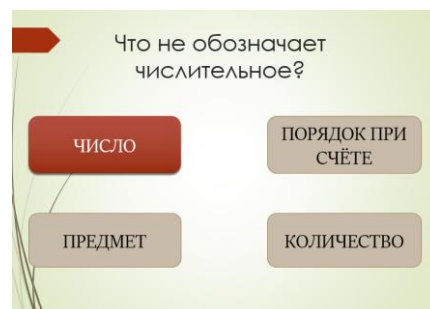 Что не обозначает
числительное?
ЧИСЛО
ПОРЯДОК ПРИ
СЧЁТЕ
ПРЕДМЕТ
КОЛИЧЕСТВО